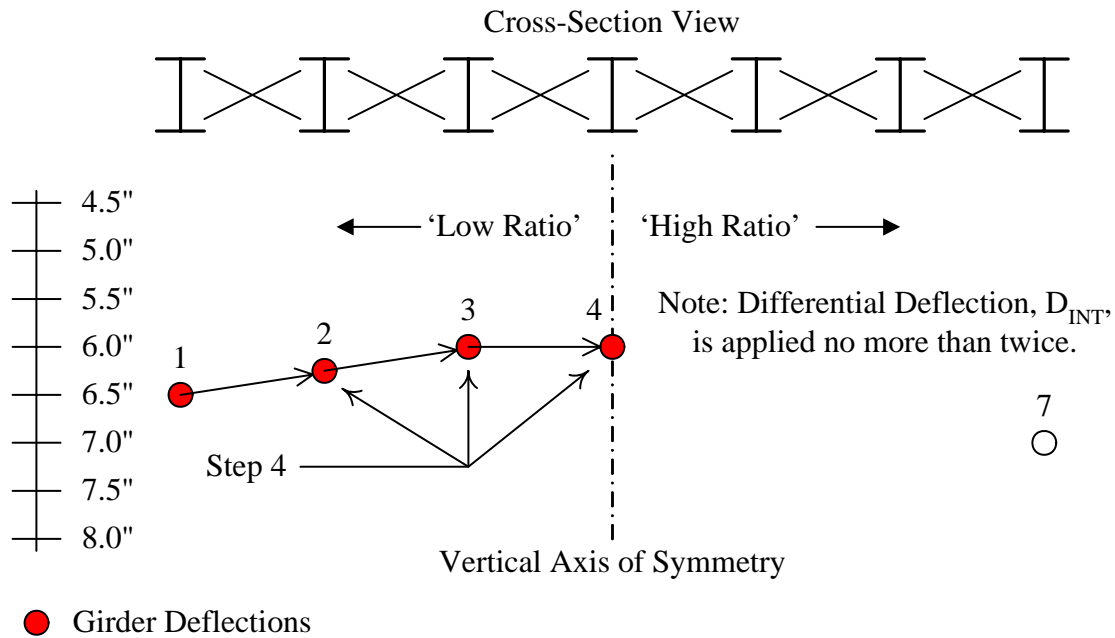 Cross-Section View
4.5"
5.0"
5.5"
6.0"
6.5"
7.0"
7.5"
8.0"
‘Low Ratio’
‘High Ratio’
Note: Differential Deflection, D_INT,
is applied no more than twice.
1
2
3
4
7
Step 4
Vertical Axis of Symmetry
Girder Deflections